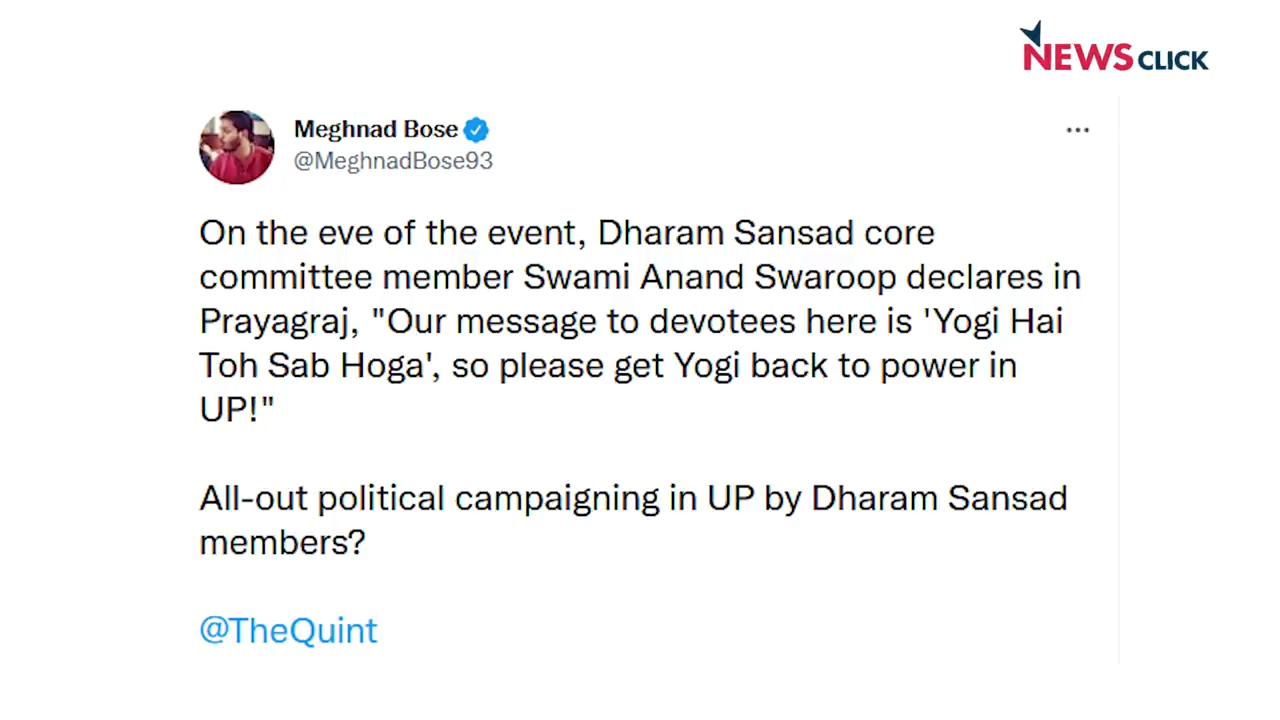 NEWSCLICK
Meghnad Bose
@MeghnadBose93
On the eve of the event, Dharam Sansad core
committee member Swami Anand Swaroop declares in
Prayagraj, "Our message to devotees here is 'Yogi Hai
Toh Sab Hoga', so please get Yogi back to power in
UP!"
All-out political campaigning in UP by Dharam Sansad
members?
@TheQuint